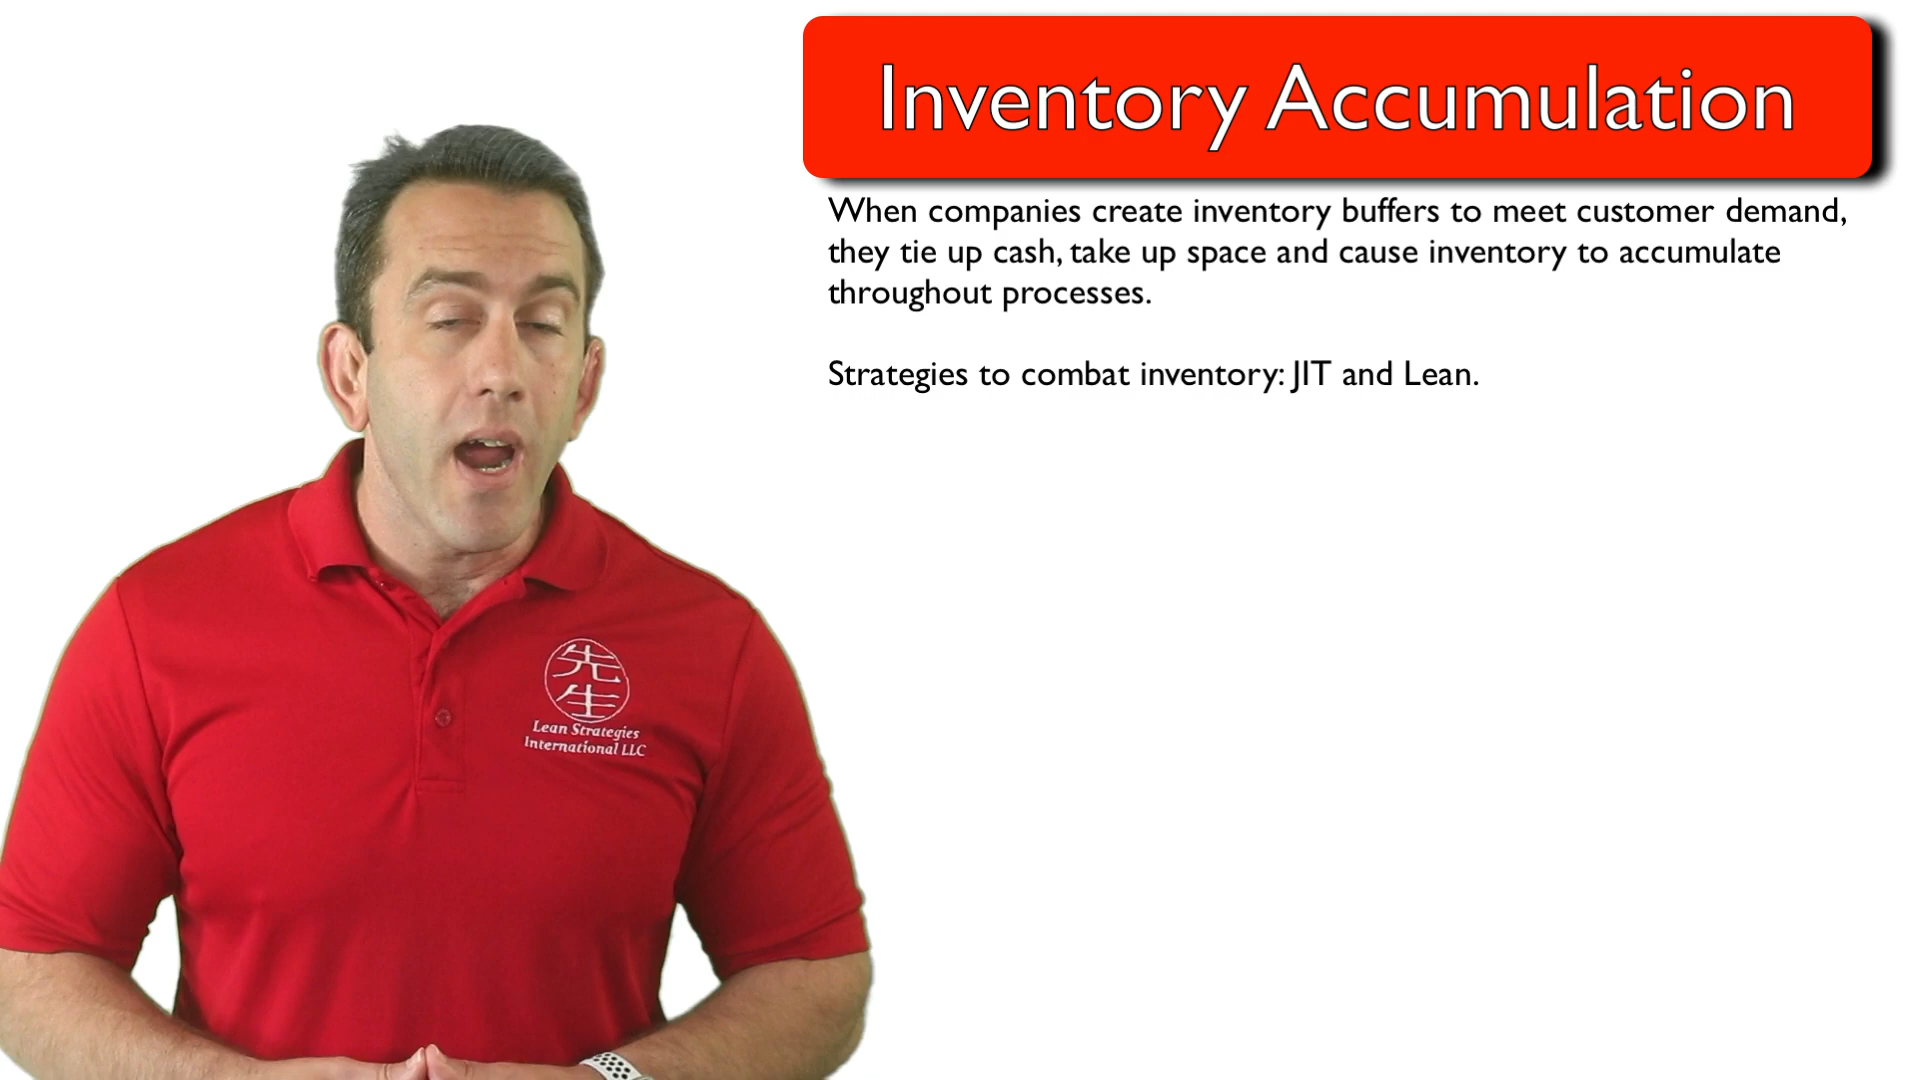 Inventory Accumulation
When companies create inventory buffers to meet customer demand,
they tie up cash, take up space and cause inventory to accumulate
throughout processes.
Strategies to combat inventory: JIT and Lean.
先
生
Lean Strategies
International LLC